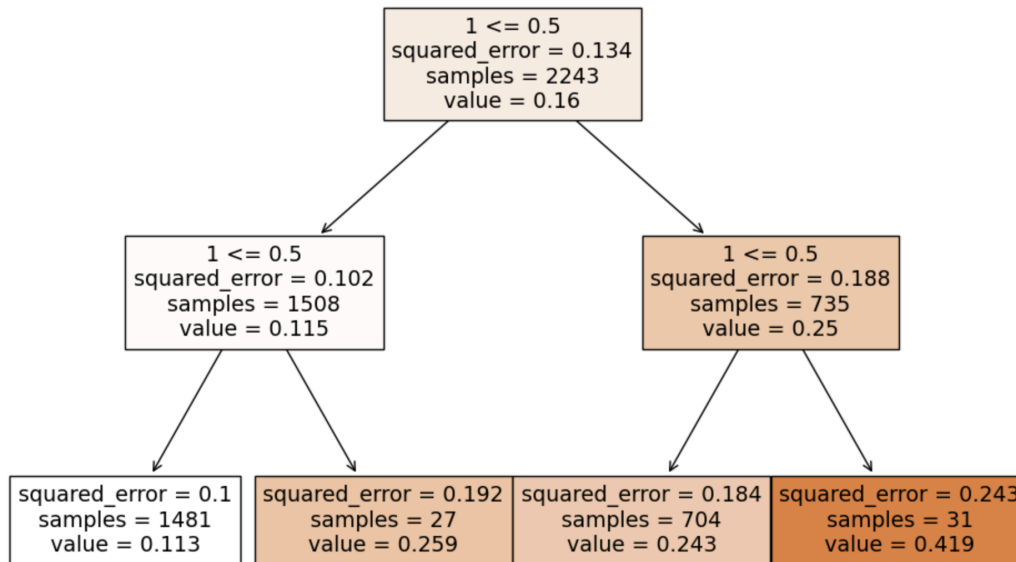 1 <= 0.5
squared_error = 0.134
samples = 2243
value = 0.16
1 <= 0.5
squared_error = 0.102
samples = 1508
value = 0.115
1 <= 0.5
squared_error = 0.188
samples = 735
value = 0.25
squared_error = 0.1
samples = 1481
value = 0.113
squared_error = 0.192
samples = 27
value = 0.259
squared_error = 0.184
samples = 704
value = 0.243
squared_error = 0.243
samples = 31
value = 0.419